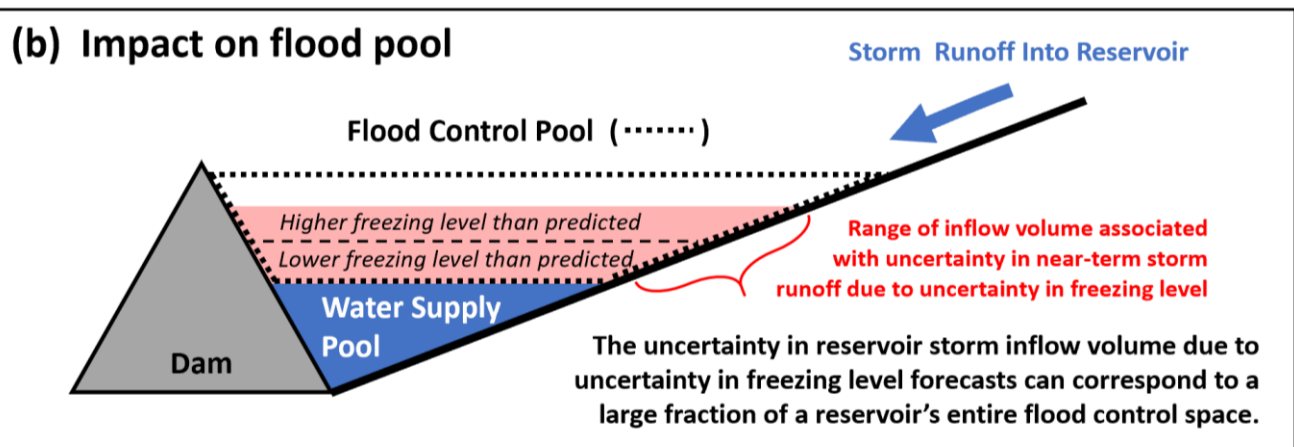 (b) Impact on flood pool
Storm Runoff Into Reservoir
Flood Control Pool (·······)
Higher freezing level than predicted
Lower freezing level than predicted
Range of inflow volume associated
with uncertainty in near-term storm
runoff due to uncertainty in freezing level
Water Supply
Pool
Dam
The uncertainty in reservoir storm inflow volume due to
uncertainty in freezing level forecasts can correspond to a
large fraction of a reservoir's entire flood control space.